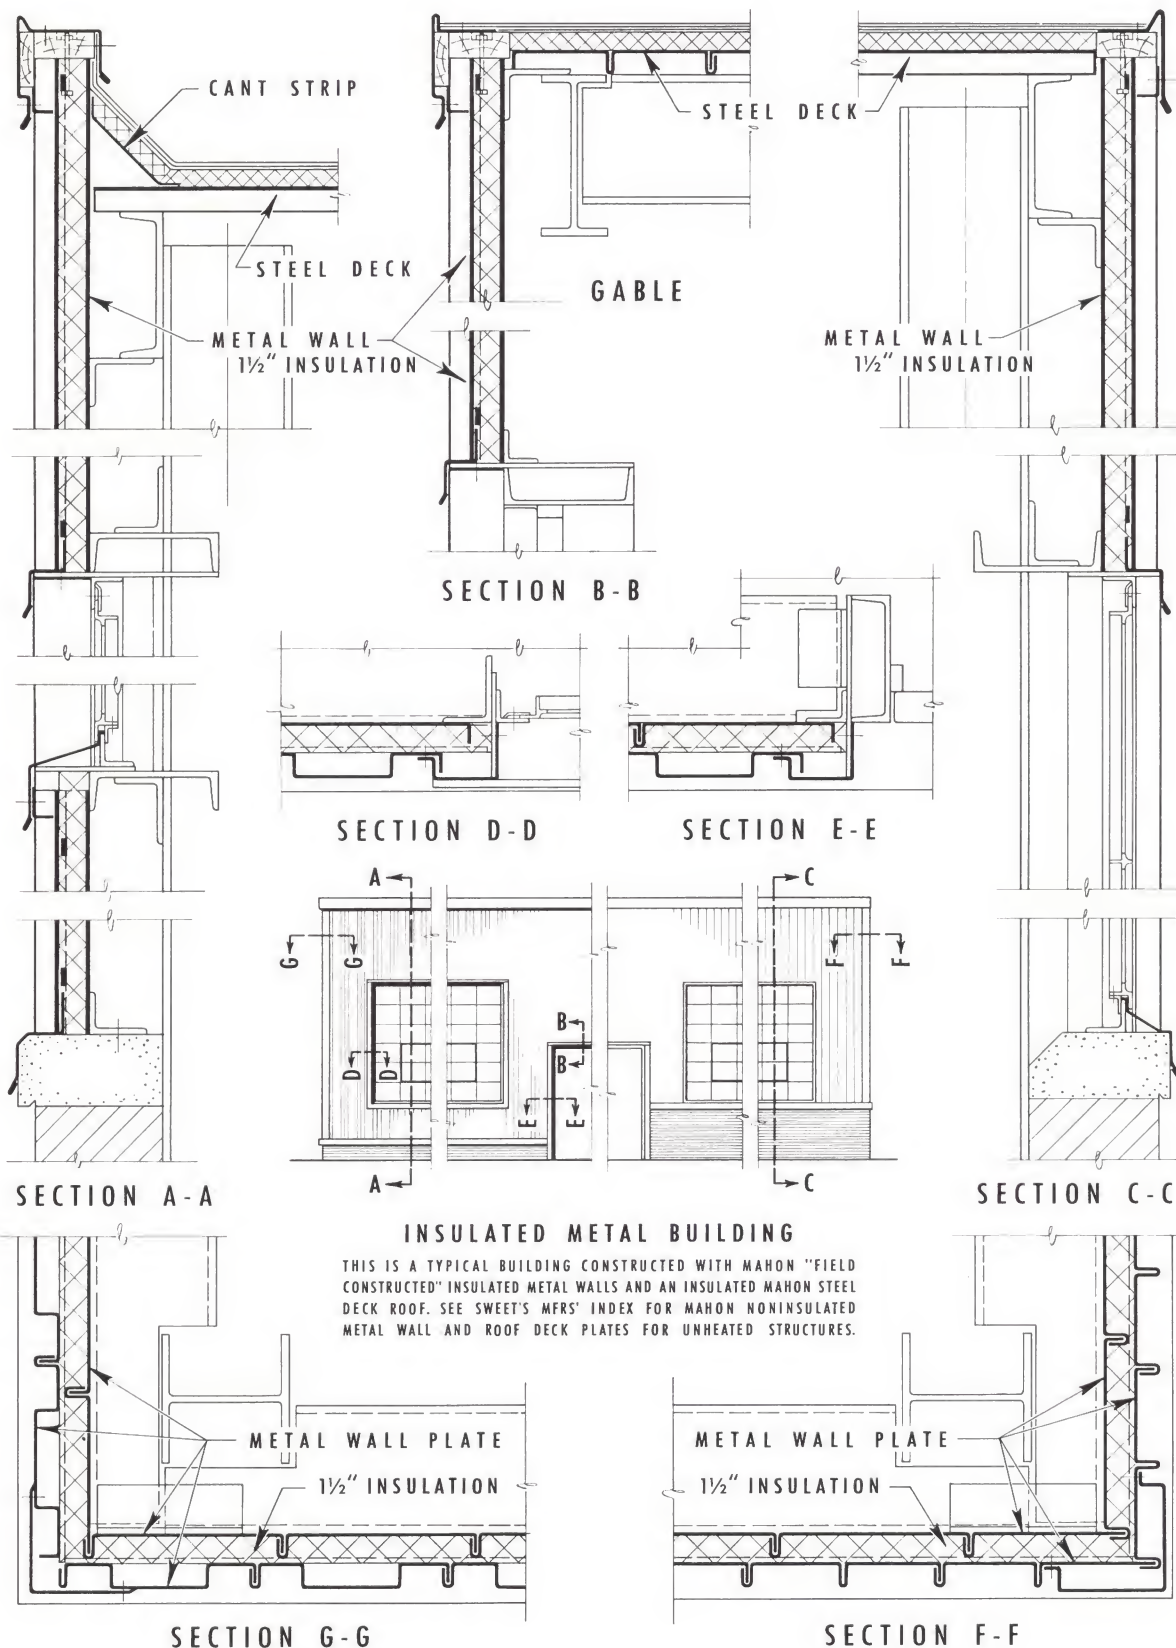 CANT STRIP
STEEL DECK
STEEL DECK
GABLE
METAL WALL
1½" INSULATION
METAL WALL
1½" INSULATION
SECTION B-B
SECTION D-D
SECTION E-E
A
C
G
G
F
F
B
B
D
D
E
E
A
C
SECTION A-A
SECTION C-C
INSULATED METAL BUILDING
THIS IS A TYPICAL BUILDING CONSTRUCTED WITH MAHON "FIELD
CONSTRUCTED" INSULATED METAL WALLS AND AN INSULATED MAHON STEEL
DECK ROOF. SEE SWEET'S MFRS' INDEX FOR MAHON NONINSULATED
METAL WALL AND ROOF DECK PLATES FOR UNHEATED STRUCTURES.
METAL WALL PLATE
1½" INSULATION
METAL WALL PLATE
1½" INSULATION
SECTION G-G
SECTION F-F